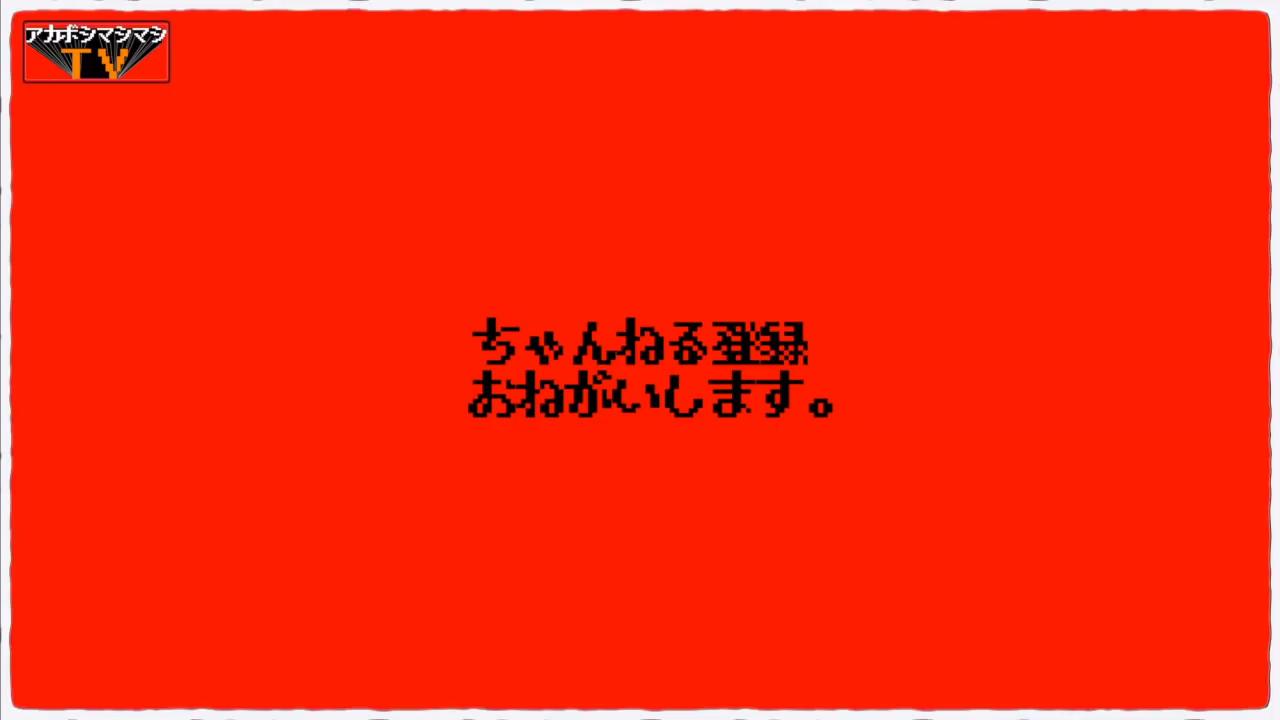 アカボシマシマシ
TV
ちゃんねる登録
おねがいします。